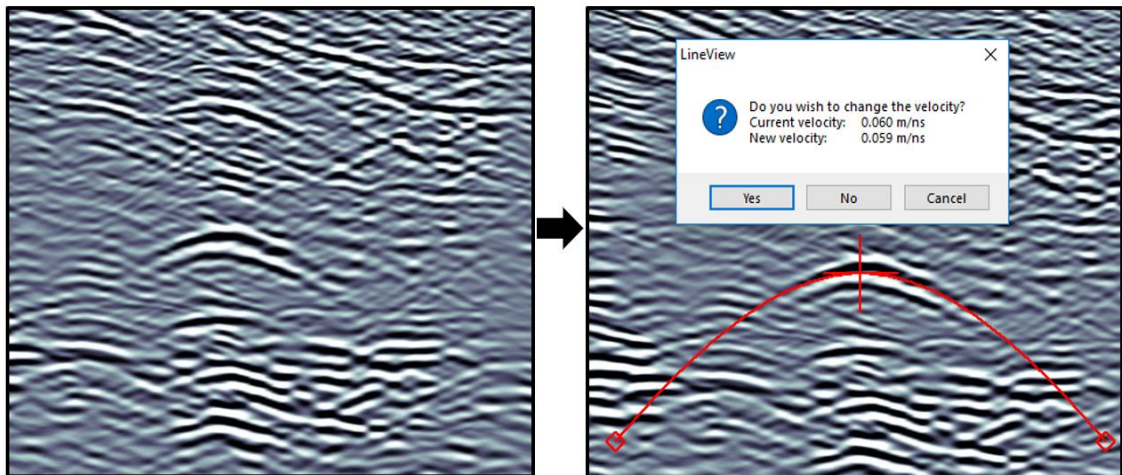 LineView
Do you wish to change the velocity?
Current velocity: 0.060 m/ns
New velocity: 0.059 m/ns
Yes No Cancel